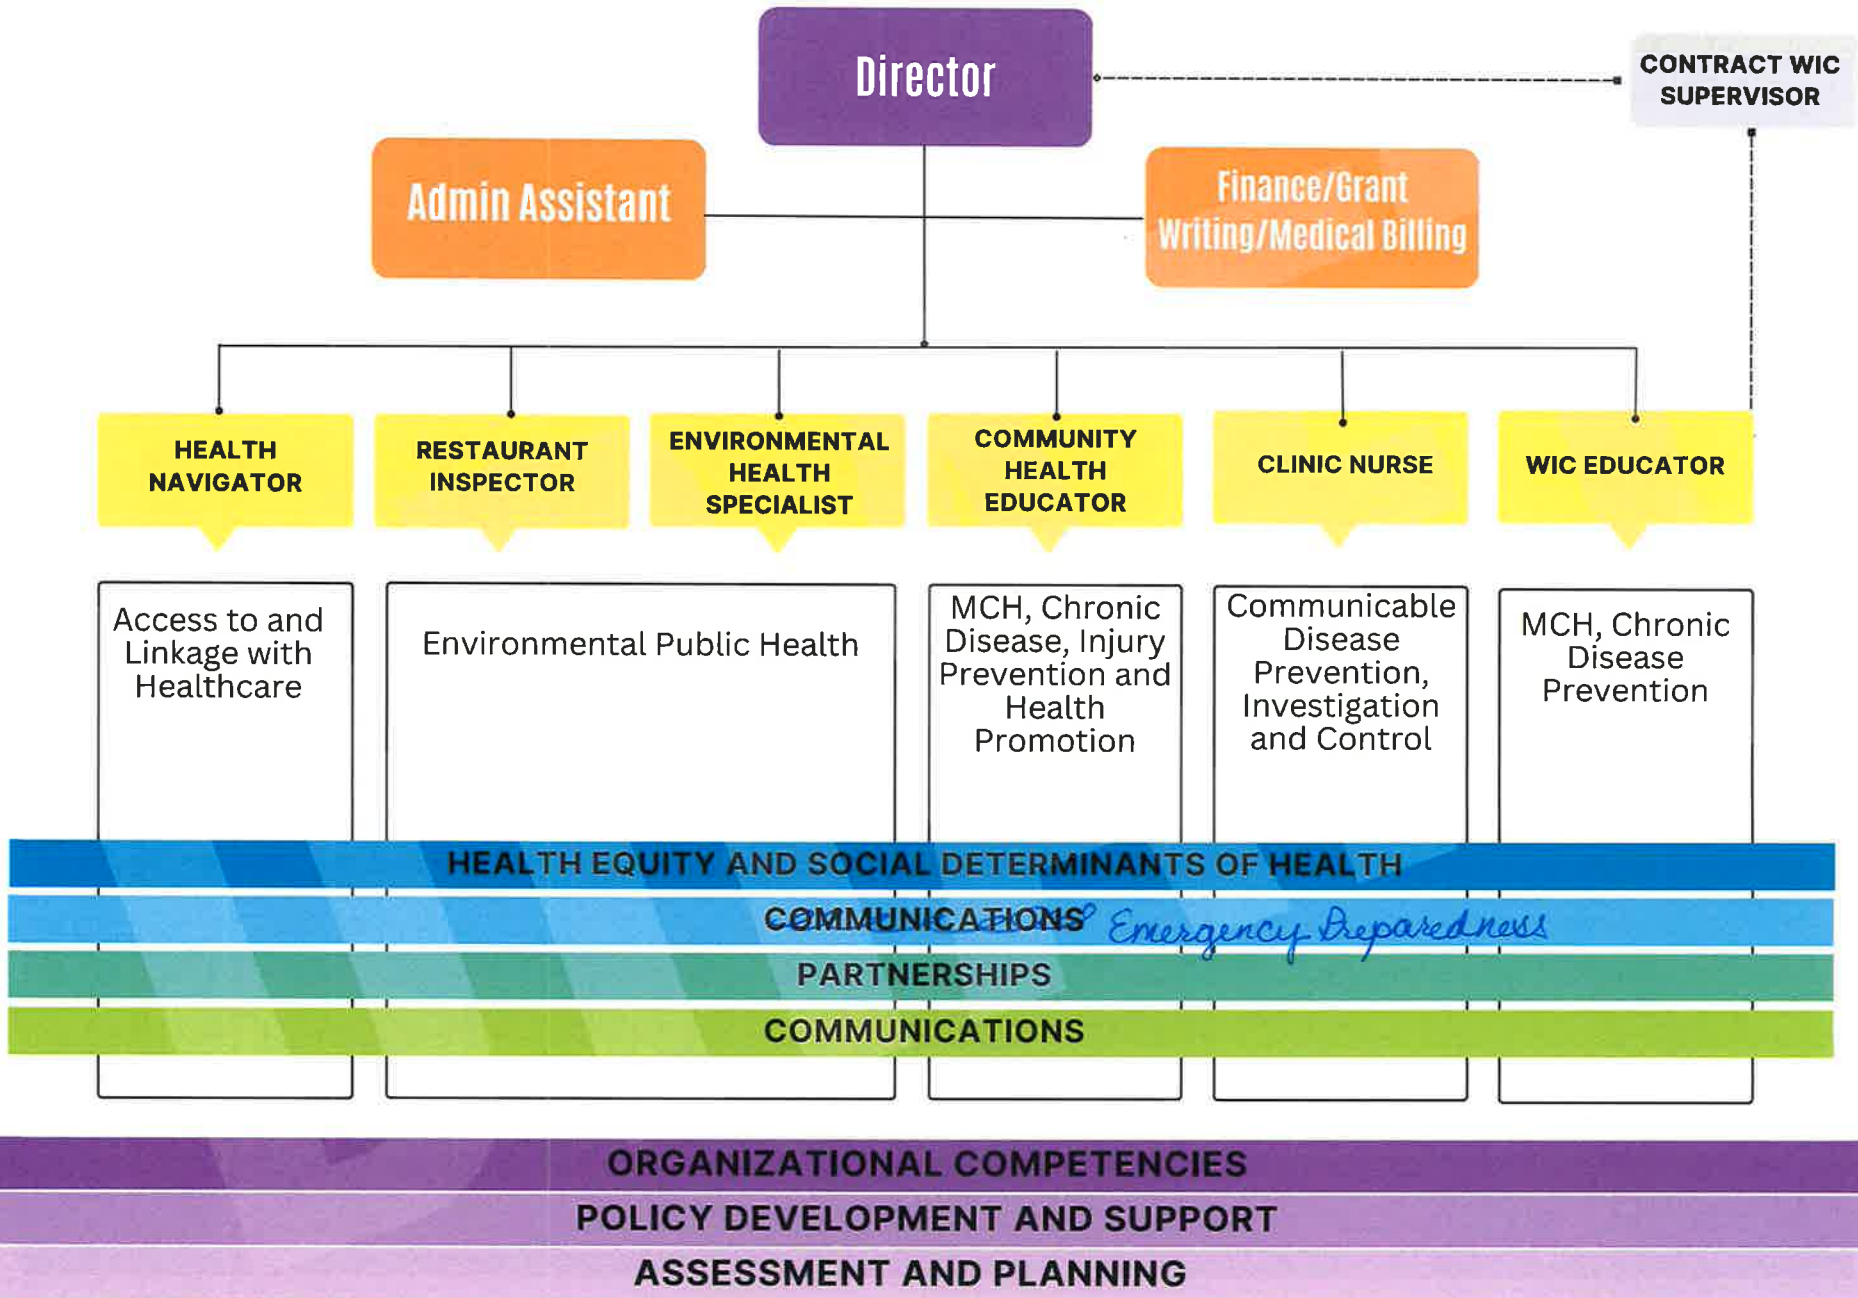 Director
CONTRACT WIC
SUPERVISOR
Admin Assistant
Finance/Grant
Writing/Medical Billing
HEALTH
NAVIGATOR
RESTAURANT
INSPECTOR
ENVIRONMENTAL
HEALTH
SPECIALIST
COMMUNITY
HEALTH
EDUCATOR
CLINIC NURSE
WIC EDUCATOR
Access to and
Linkage with
Healthcare
Environmental Public Health
MCH, Chronic
Disease, Injury
Prevention and
Health
Promotion
Communicable
Disease
Prevention,
Investigation
and Control
MCH, Chronic
Disease
Prevention
HEALTH EQUITY AND SOCIAL DETERMINANTS OF HEALTH
COMMUNICATIONS Emergency Preparedness
PARTNERSHIPS
COMMUNICATIONS
ORGANIZATIONAL COMPETENCIES
POLICY DEVELOPMENT AND SUPPORT
ASSESSMENT AND PLANNING